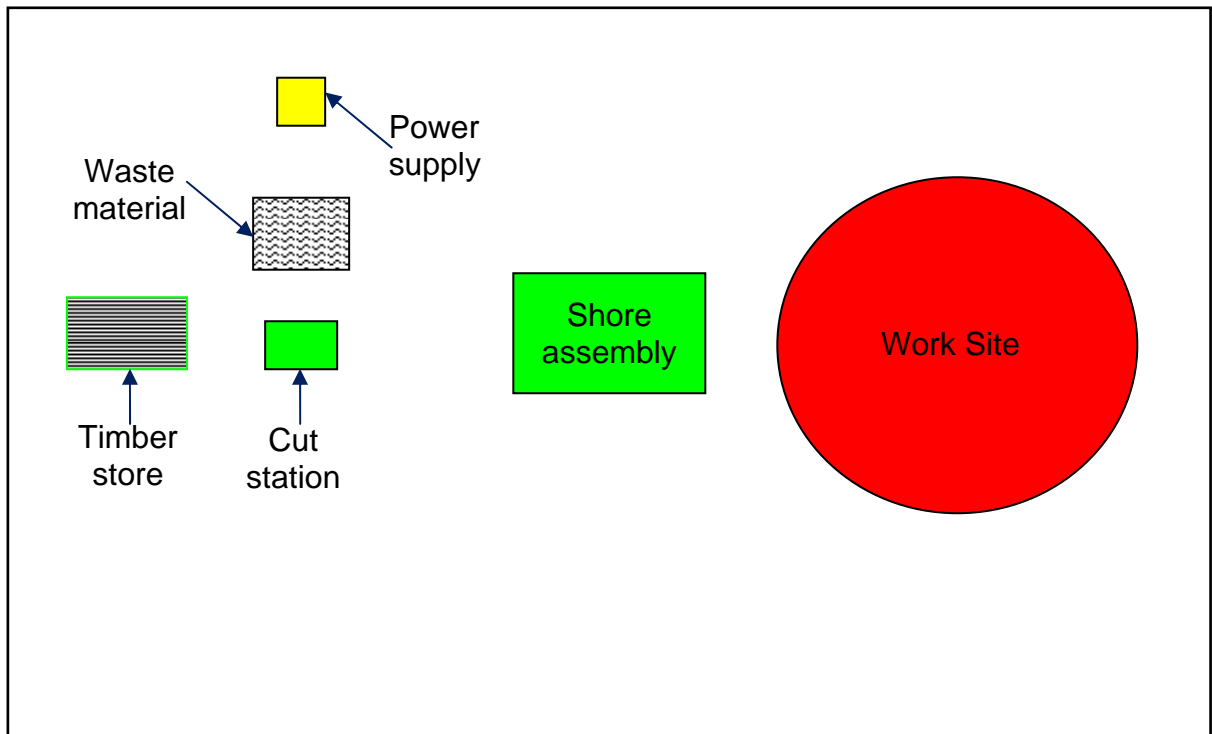 Power
supply
Waste
material
Shore
assembly
Work Site
Timber
store
Cut
station